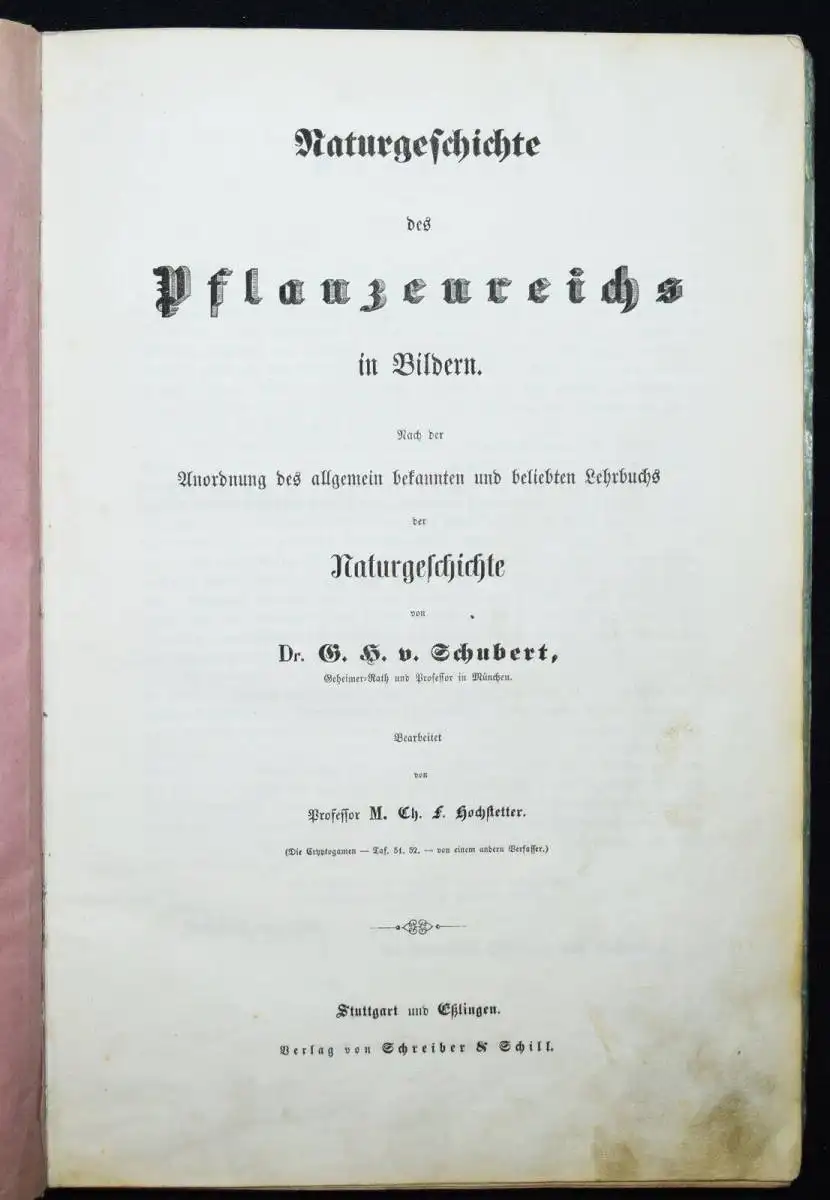 Naturgeschichte
des
Pflanzenreichs
in Bildern.
Nach der
Anordnung des allgemein bekannten und beliebten Lehrbuchs
der
Naturgeschichte
von
Dr. G. H. v. Schubert,
Geheimer-Rath und Professor in München.
Bearbeitet
von
Professor M. Ch. F. Hochstetter.
(Die Cryptogamen — Taf. 51. 52. — von einem andern Verfasser.)
Stuttgart und Eßlingen.
Verlag von Schreiber & Schill.